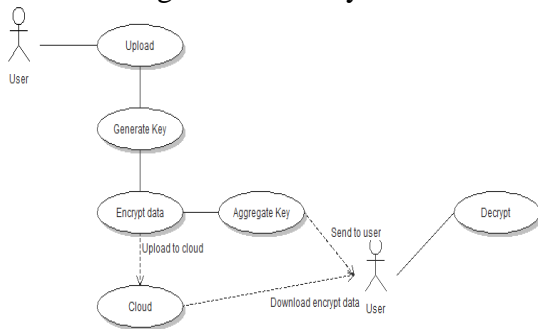 Upload
User
Generate Key
Encrypt data
Aggregate Key
Decrypt
Send to user
Upload to cloud
Cloud
Download encrypt data
User